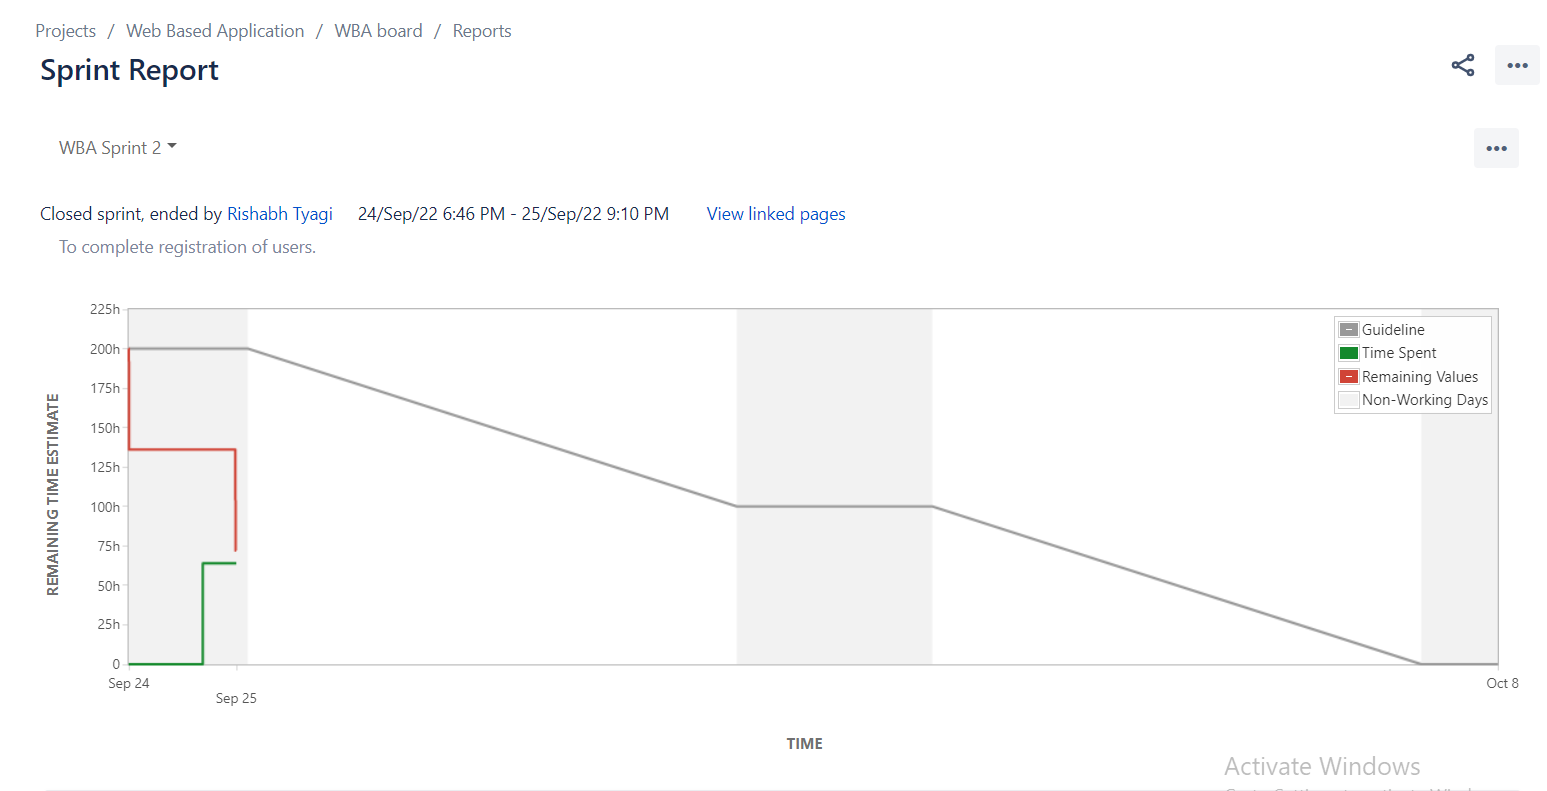 Projects / Web Based Application / WBA board / Reports
Sprint Report
WBA Sprint 2
Closed sprint, ended by Rishabh Tyagi 24/Sep/22 6:46 PM - 25/Sep/22 9:10 PM View linked pages
To complete registration of users.
225h
200h
175h
150h
125h
100h
75h
50h
25h
0
REMAINING TIME ESTIMATE
Guideline
Time Spent
Remaining Values
Non-Working Days
Sep 24
Sep 25
Oct 8
TIME
Activate Windows